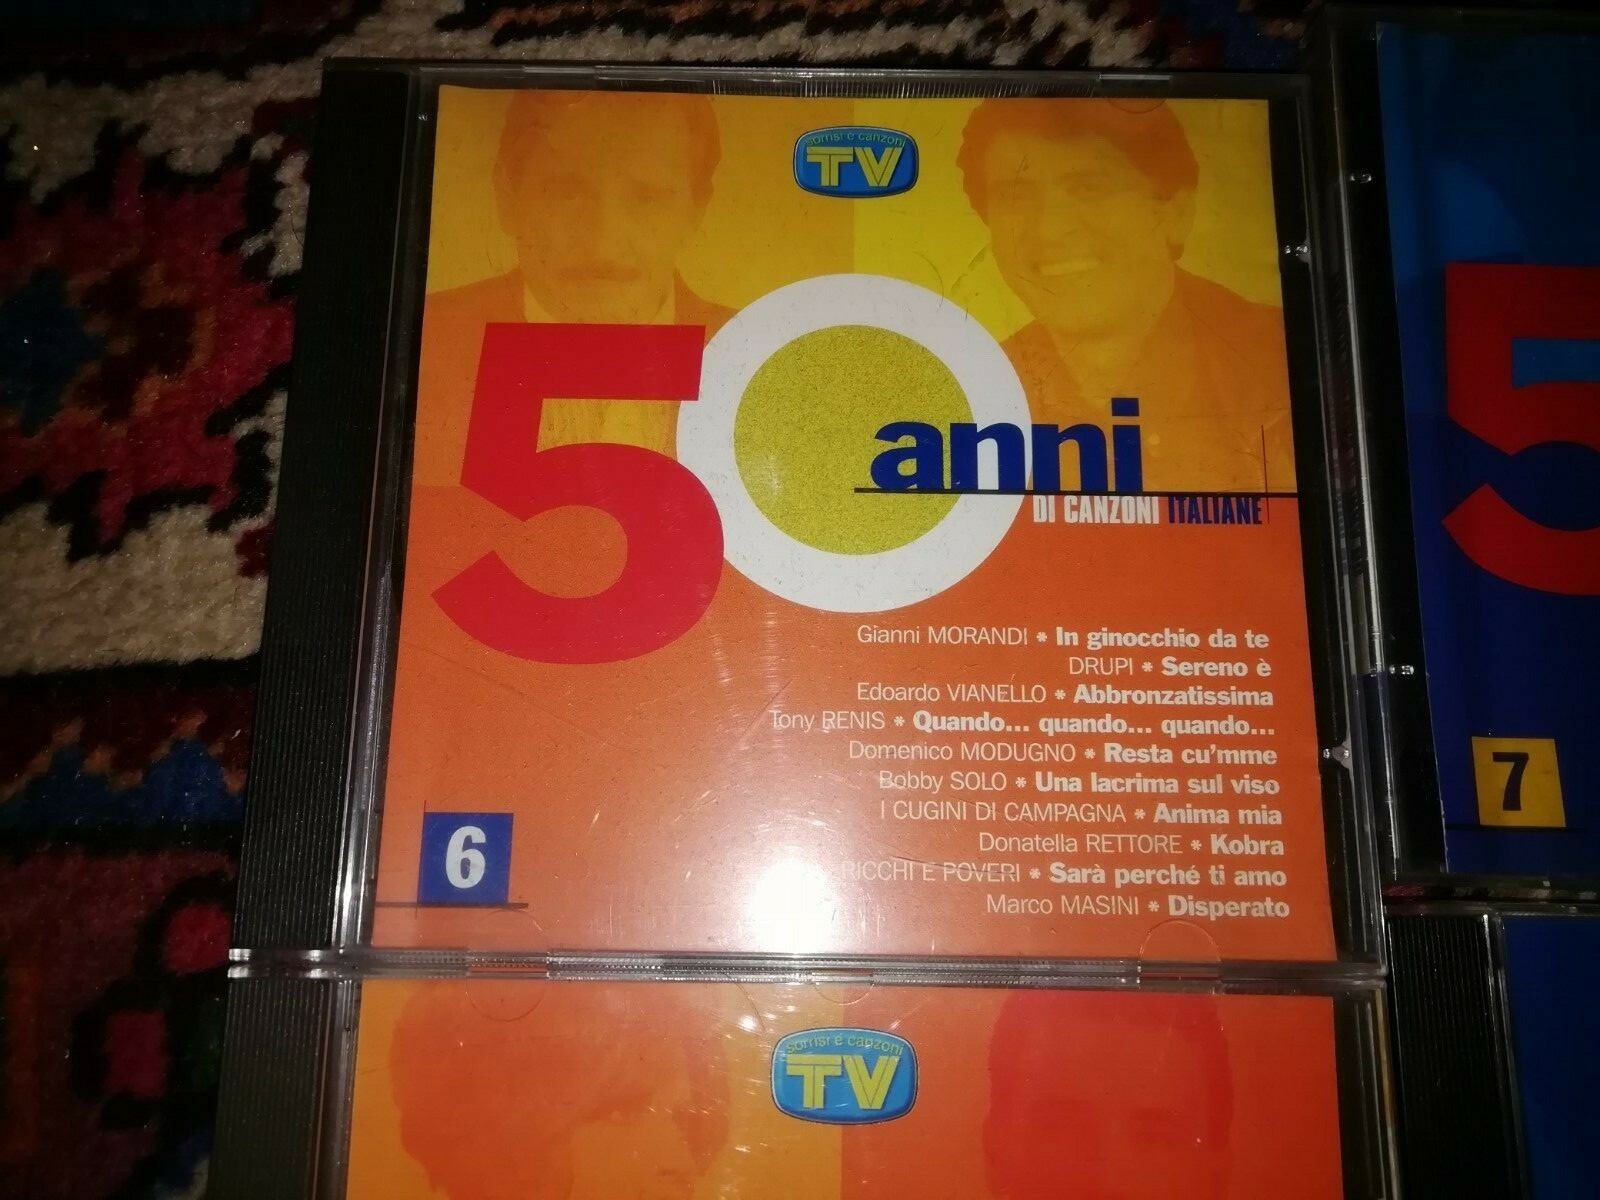 sorrisi e canzoni
TV
50 anni
DI CANZONI ITALIANE
Gianni MORANDI * In ginocchio da te
DRUPI * Sereno è
Edoardo VIANELLO * Abbronzatissima
Tony RENIS * Quando... quando... quando...
Domenico MODUGNO * Resta cu'mme
Bobby SOLO * Una lacrima sul viso
I CUGINI DI CAMPAGNA * Anima mia
Donatella RETTORE * Kobra
RICCHI E POVERI * Sarà perché ti amo
Marco MASINI * Disperato
6
5
7
sorrisi e canzoni
TV